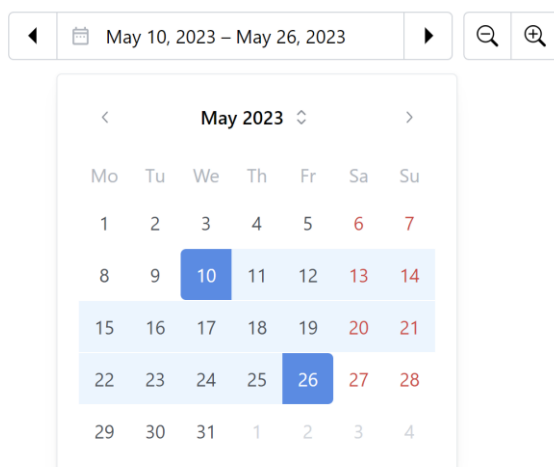 May 10, 2023 – May 26, 2023
May 2023
Mo Tu We Th Fr Sa Su
1 2 3 4 5 6 7
8 9 10 11 12 13 14
15 16 17 18 19 20 21
22 23 24 25 26 27 28
29 30 31 1 2 3 4